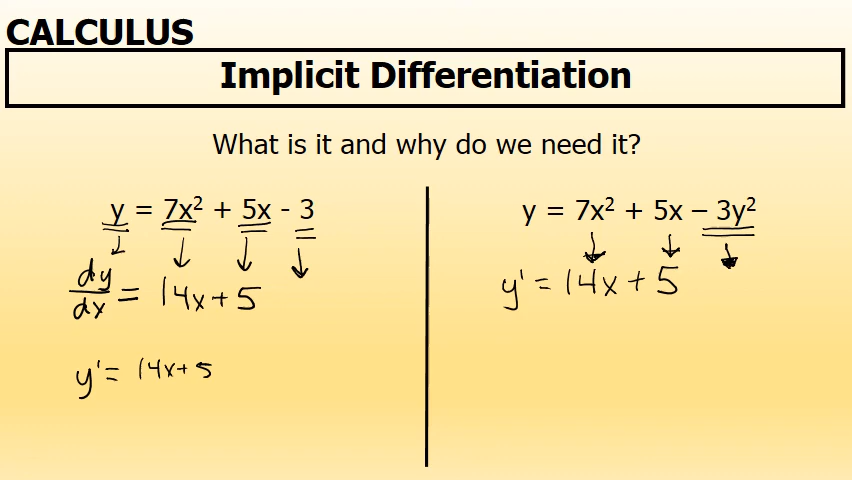 CALCULUS
Implicit Differentiation
What is it and why do we need it?
y = 7x² + 5x - 3
dy/dx = 14x + 5
y' = 14x + 5
y = 7x² + 5x − 3y²
y' = 14x + 5